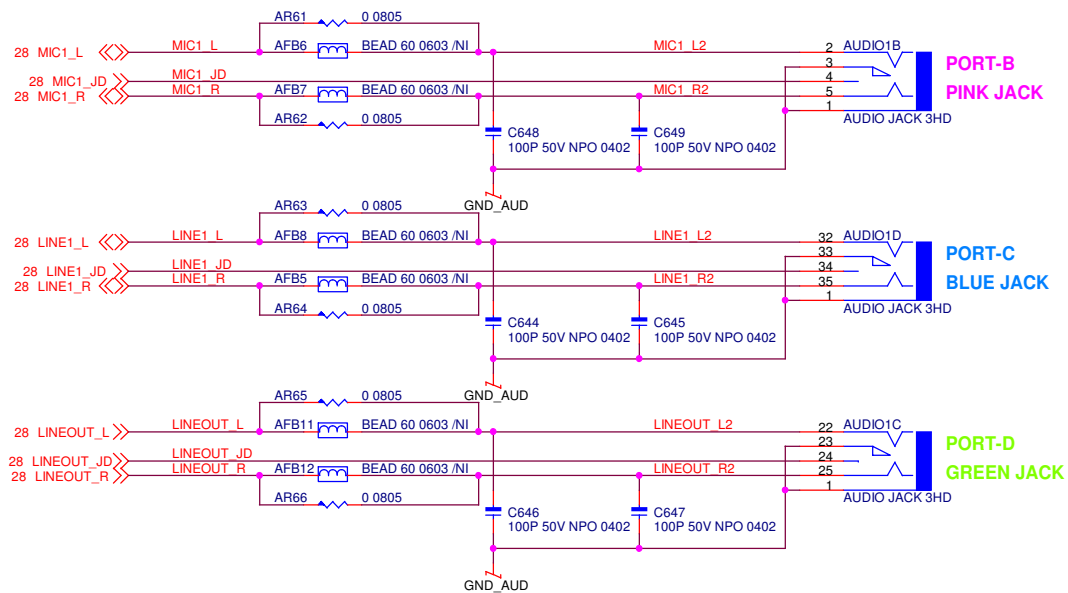 AR61 0 0805
28 MIC1_L MIC1_L AFB6 BEAD 60 0603 /NI MIC1_L2 2 AUDIO1B
3 PORT-B
28 MIC1_JD MIC1_JD 4
28 MIC1_R MIC1_R AFB7 BEAD 60 0603 /NI MIC1_R2 5 PINK JACK
1
AR62 0 0805 AUDIO JACK 3HD
C648 C649
100P 50V NPO 0402 100P 50V NPO 0402
GND_AUD
AR63 0 0805
28 LINE1_L LINE1_L AFB8 BEAD 60 0603 /NI LINE1_L2 32 AUDIO1D
33 PORT-C
28 LINE1_JD LINE1_JD 34
28 LINE1_R LINE1_R AFB5 BEAD 60 0603 /NI LINE1_R2 35 BLUE JACK
1
AR64 0 0805 AUDIO JACK 3HD
C644 C645
100P 50V NPO 0402 100P 50V NPO 0402
GND_AUD
AR65 0 0805
28 LINEOUT_L LINEOUT_L AFB11 BEAD 60 0603 /NI LINEOUT_L2 22 AUDIO1C
23 PORT-D
28 LINEOUT_JD LINEOUT_JD 24
28 LINEOUT_R LINEOUT_R AFB12 BEAD 60 0603 /NI LINEOUT_R2 25 GREEN JACK
1
AR66 0 0805 AUDIO JACK 3HD
C646 C647
100P 50V NPO 0402 100P 50V NPO 0402
GND_AUD